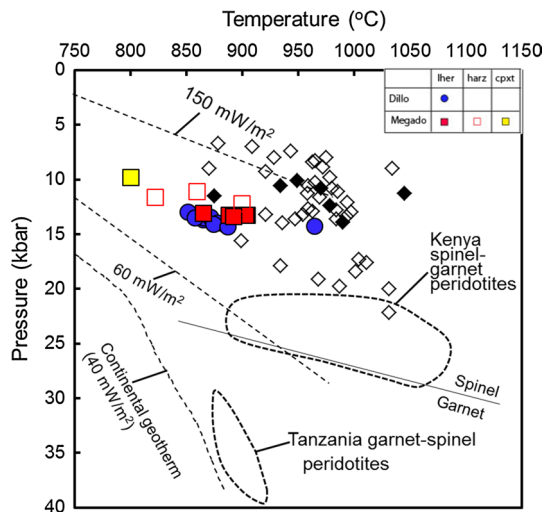 Temperature (°C)
750 800 850 900 950 1000 1050 1100 1150
0
5
10
15
20
25
30
35
40
Pressure (kbar)
lher harz cpxt
Dillo
Megado
150 mW/m²
60 mW/m²
Continental geotherm
(40 mW/m²)
Kenya
spinel-
garnet
peridotites
Spinel
Garnet
Tanzania garnet-spinel
peridotites